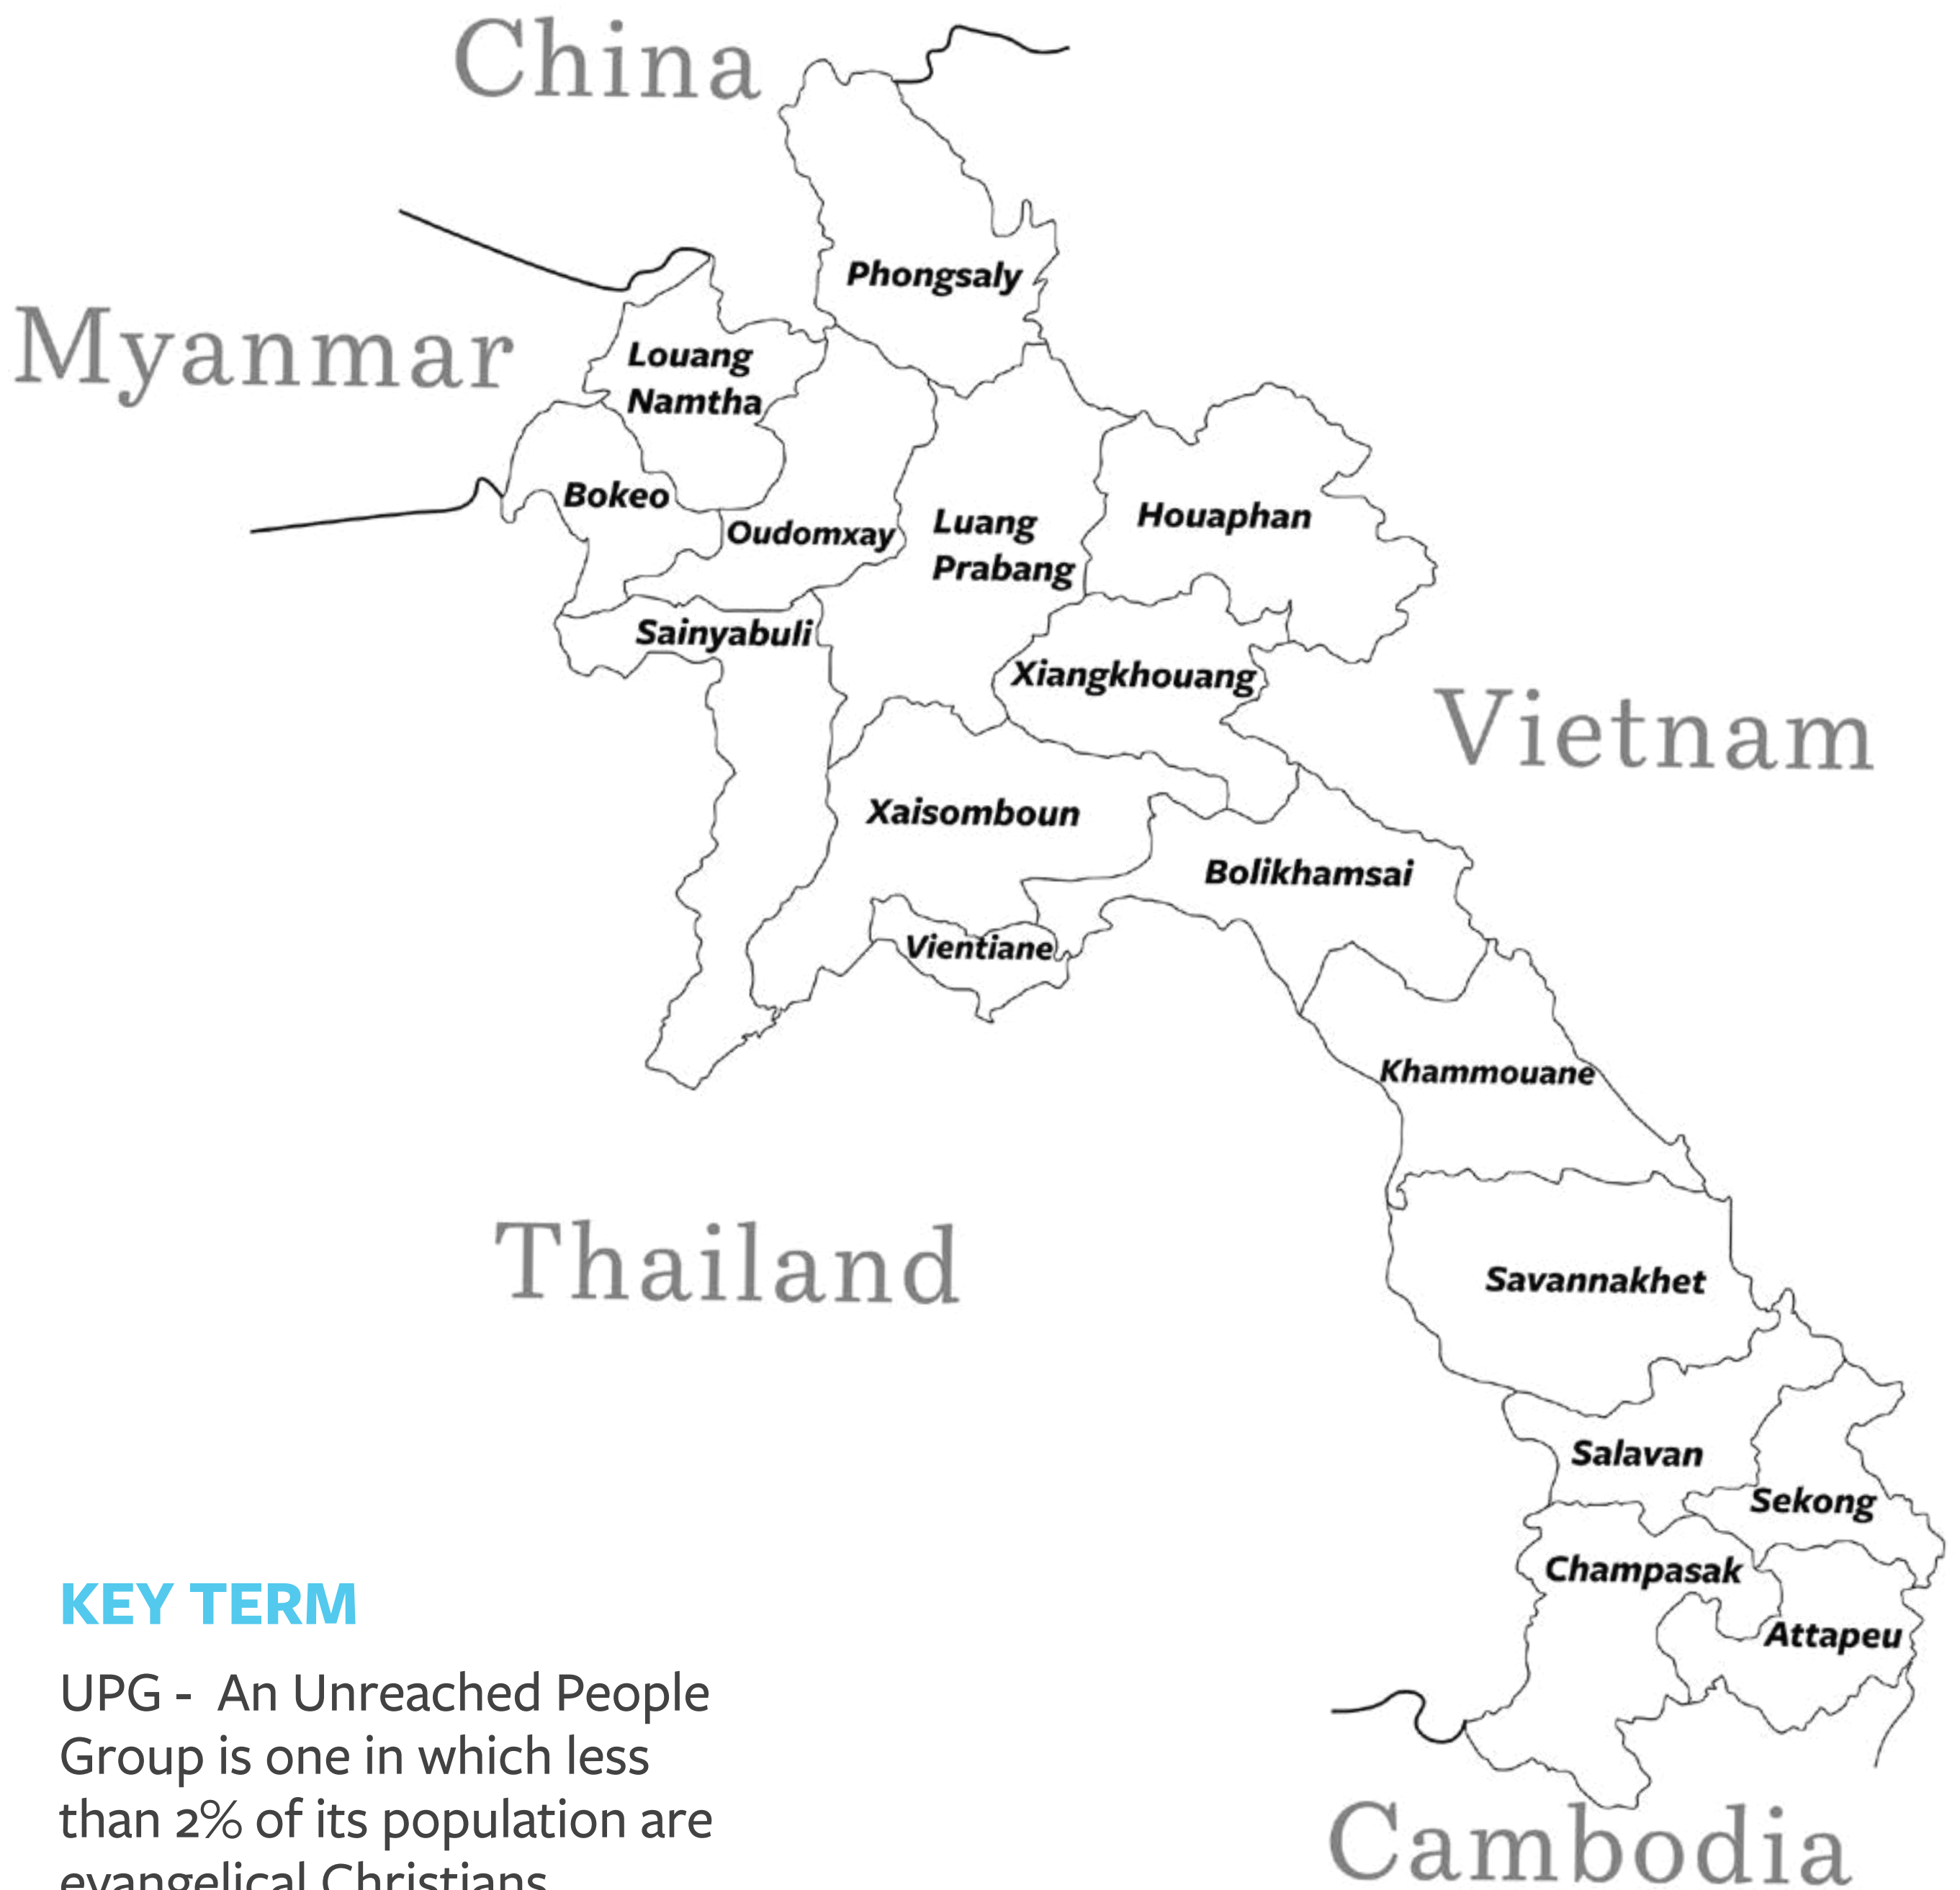 China
Phongsaly
Myanmar
Louang
Namtha
Bokeo
Oudomxay
Luang
Prabang
Houaphan
Sainyabuli
Xiangkhouang
Vietnam
Xaisomboun
Bolikhamsai
Vientiane
Khammouane
Thailand
Savannakhet
Salavan
Sekong
Champasak
Attapeu
Cambodia
KEY TERM
UPG - An Unreached People
Group is one in which less
than 2% of its population are
evangelical Christians